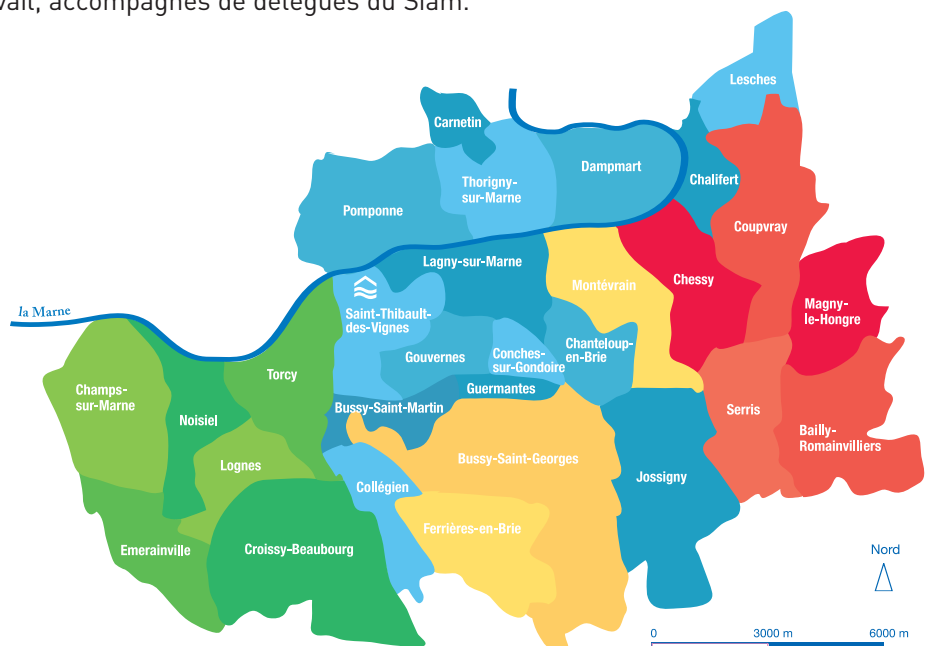 vail, accompagnés de délégués du Siam.
Lesches
Carnetin
Dampmart
Chalifert
Thorigny-
sur-Marne
Pomponne
Coupvray
Lagny-sur-Marne
Chessy
Montévrain
Magny-
le-Hongre
la Marne
Saint-Thibault-
des-Vignes
Chanteloup-
en-Brie
Gouvernes
Conches-
sur-Gondoire
Torcy
Guermantes
Champs-
sur-Marne
Bussy-Saint-Martin
Serris
Noisiel
Bailly-
Romainvilliers
Bussy-Saint-Georges
Lognes
Jossigny
Collégien
Ferrières-en-Brie
Emerainville
Croissy-Beaubourg
Nord
0 3000 m 6000 m